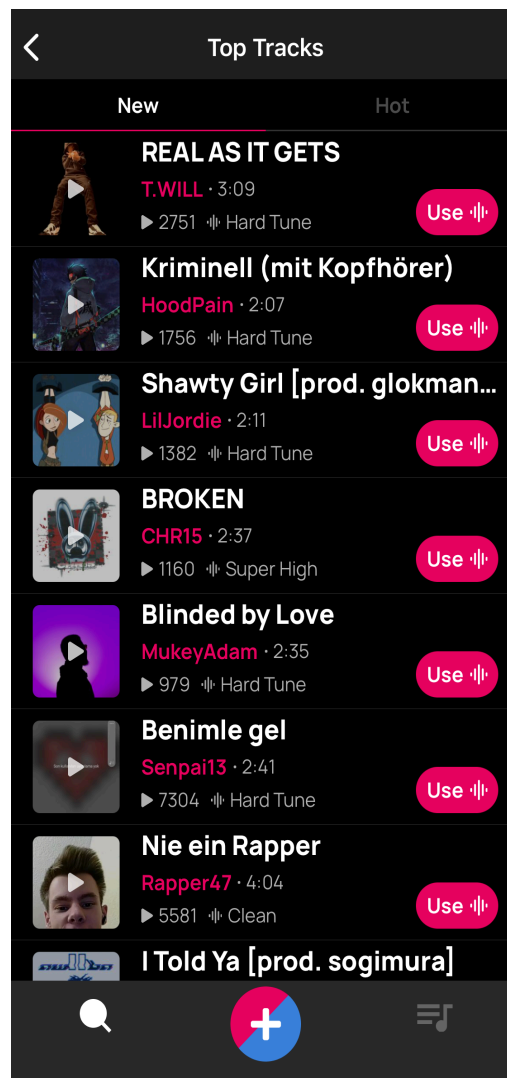 Top Tracks
New
Hot
REAL AS IT GETS
T.WILL · 3:09
2751 Hard Tune
Use
Kriminell (mit Kopfhörer)
HoodPain · 2:07
1756 Hard Tune
Use
Shawty Girl [prod. glokman...
LilJordie · 2:11
1382 Hard Tune
Use
BROKEN
CHR15 · 2:37
1160 Super High
Use
Blinded by Love
MukeyAdam · 2:35
979 Hard Tune
Use
Benimle gel
Senpai13 · 2:41
7304 Hard Tune
Use
Nie ein Rapper
Rapper47 · 4:04
5581 Clean
Use
I Told Ya [prod. sogimura]